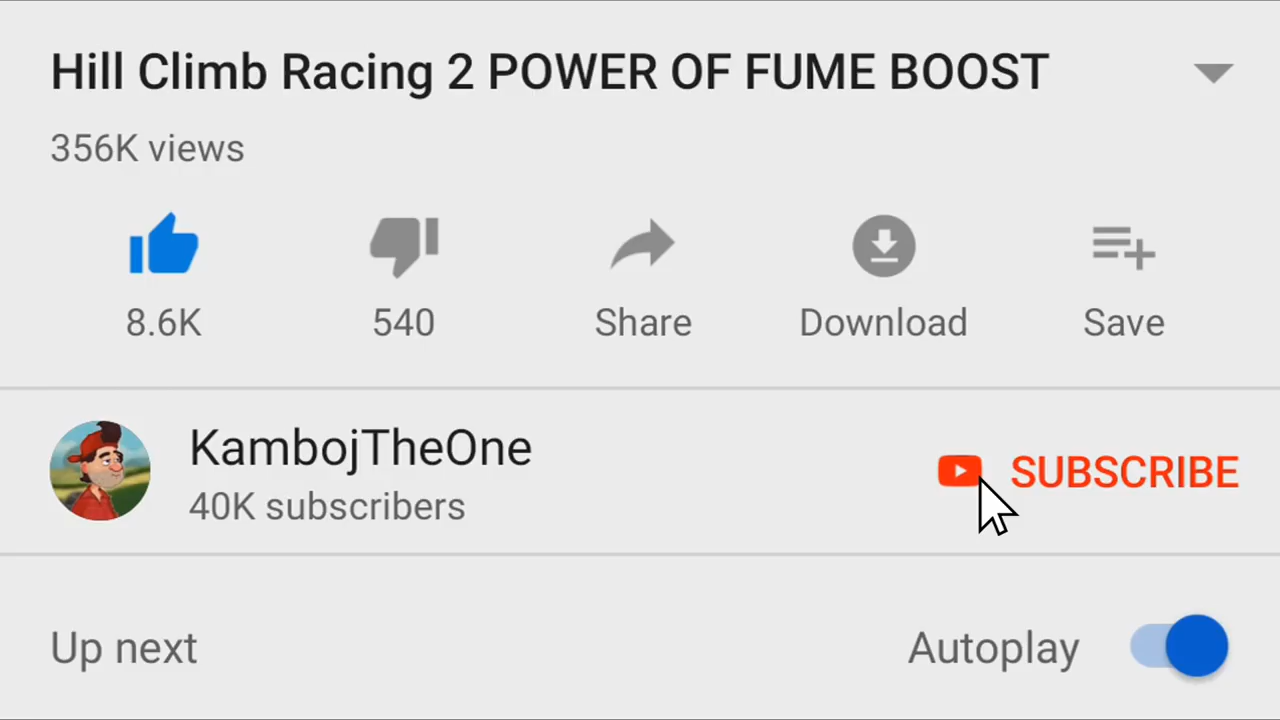 Hill Climb Racing 2 POWER OF FUME BOOST
356K views
8.6K 540 Share Download Save
KambojTheOne
40K subscribers
SUBSCRIBE
Up next Autoplay